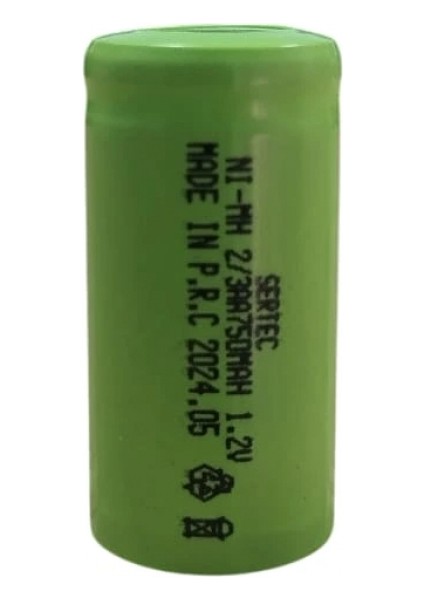 SERTEC
NI-MH 2/3AA750MAH 1.2V
MADE IN P.R.C 2024.05